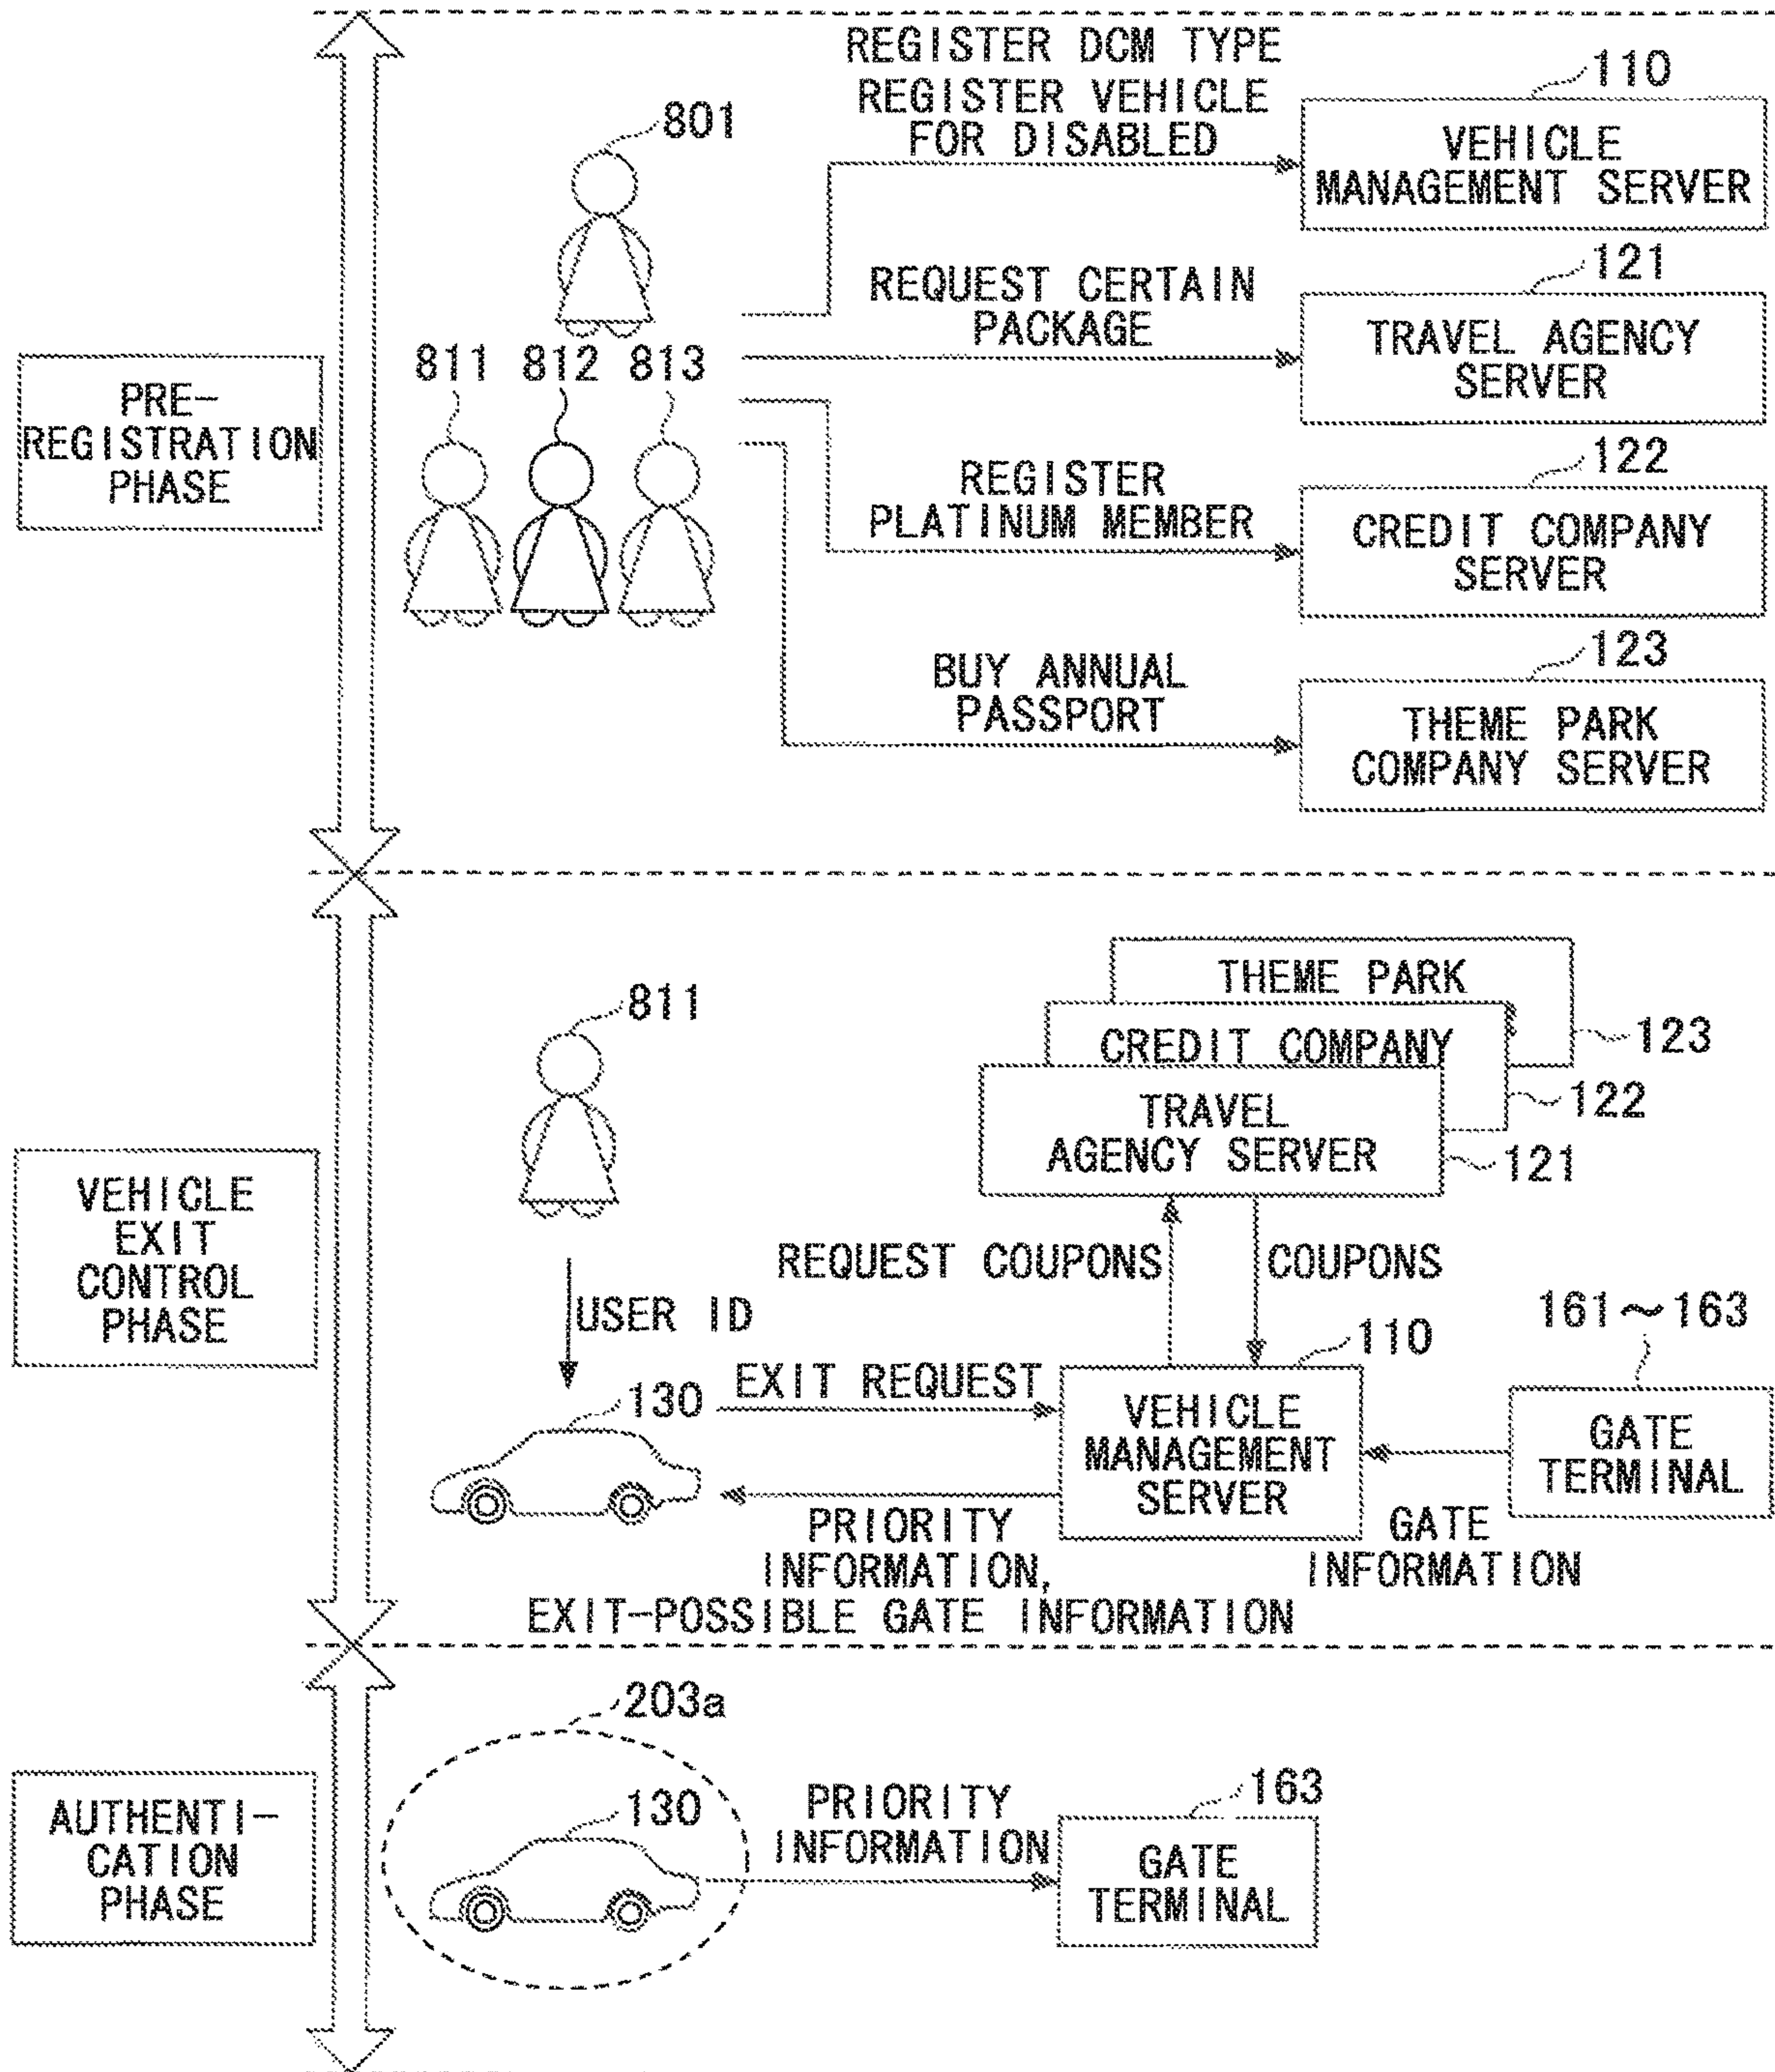 REGISTER DCM TYPE
REGISTER VEHICLE
FOR DISABLED
110
VEHICLE
MANAGEMENT SERVER
801
REQUEST CERTAIN
PACKAGE
121
TRAVEL AGENCY
SERVER
811 812 813
PRE-
REGISTRATION
PHASE
REGISTER
PLATINUM MEMBER
122
CREDIT COMPANY
SERVER
BUY ANNUAL
PASSPORT
123
THEME PARK
COMPANY SERVER
811
THEME PARK
123
CREDIT COMPANY
122
TRAVEL
AGENCY SERVER
121
VEHICLE
EXIT
CONTROL
PHASE
REQUEST COUPONS
COUPONS
USER ID
161~163
110
130
EXIT REQUEST
VEHICLE
MANAGEMENT
SERVER
GATE
TERMINAL
PRIORITY
INFORMATION,
EXIT-POSSIBLE GATE INFORMATION
GATE
INFORMATION
203a
AUTHENTI-
CATION
PHASE
130
PRIORITY
INFORMATION
163
GATE
TERMINAL